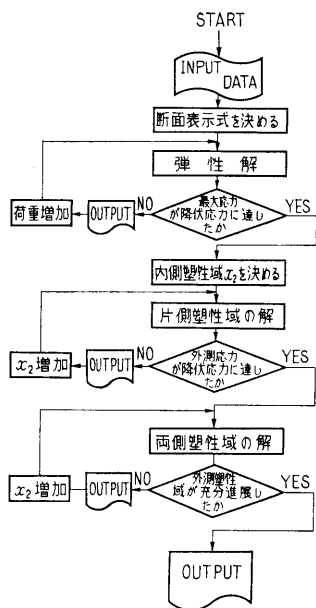 START
INPUT
DATA
断面表示式を決める
弾性解
最大応力
が降伏応力に達し
たか
NO
YES
OUTPUT
荷重増加
内側塑性域x₂を決める
片側塑性域の解
外測応力
が降伏応力に達し
たか
NO
YES
OUTPUT
x₂増加
両側塑性域の解
外測塑性
域が充分進展し
たか
NO
YES
OUTPUT
x₂増加
OUTPUT